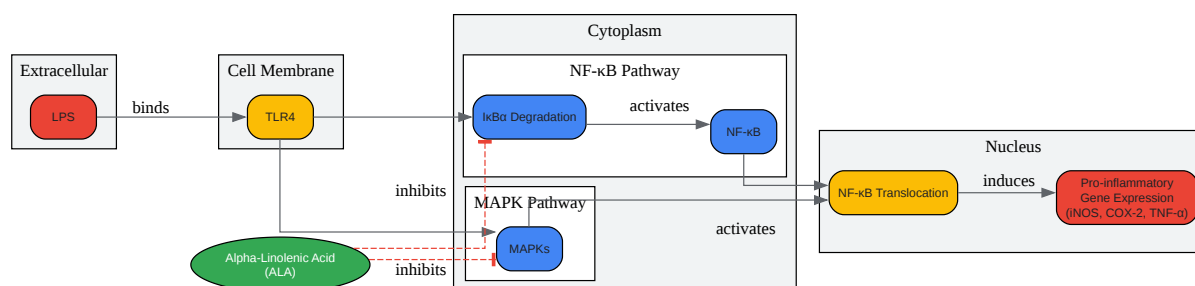 Cytoplasm
Extracellular
Cell Membrane
NF-κB Pathway
LPS
binds
TLR4
IκBα Degradation
activates
NF-κB
Nucleus
NF-κB Translocation
induces
Pro-inflammatory
Gene Expression
(iNOS, COX-2, TNF-α)
inhibits
MAPK Pathway
activates
MAPKs
Alpha-Linolenic Acid
(ALA)
inhibits